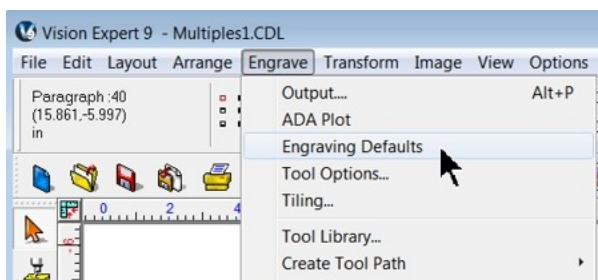 Vision Expert 9 - Multiples1.CDL
File Edit Layout Arrange Engrave Transform Image View Options
Paragraph :40
(15.861,-5.997)
in
Output.... Alt+P
ADA Plot
Engraving Defaults
Tool Options...
Tiling...
Tool Library...
Create Tool Path
0 2 4